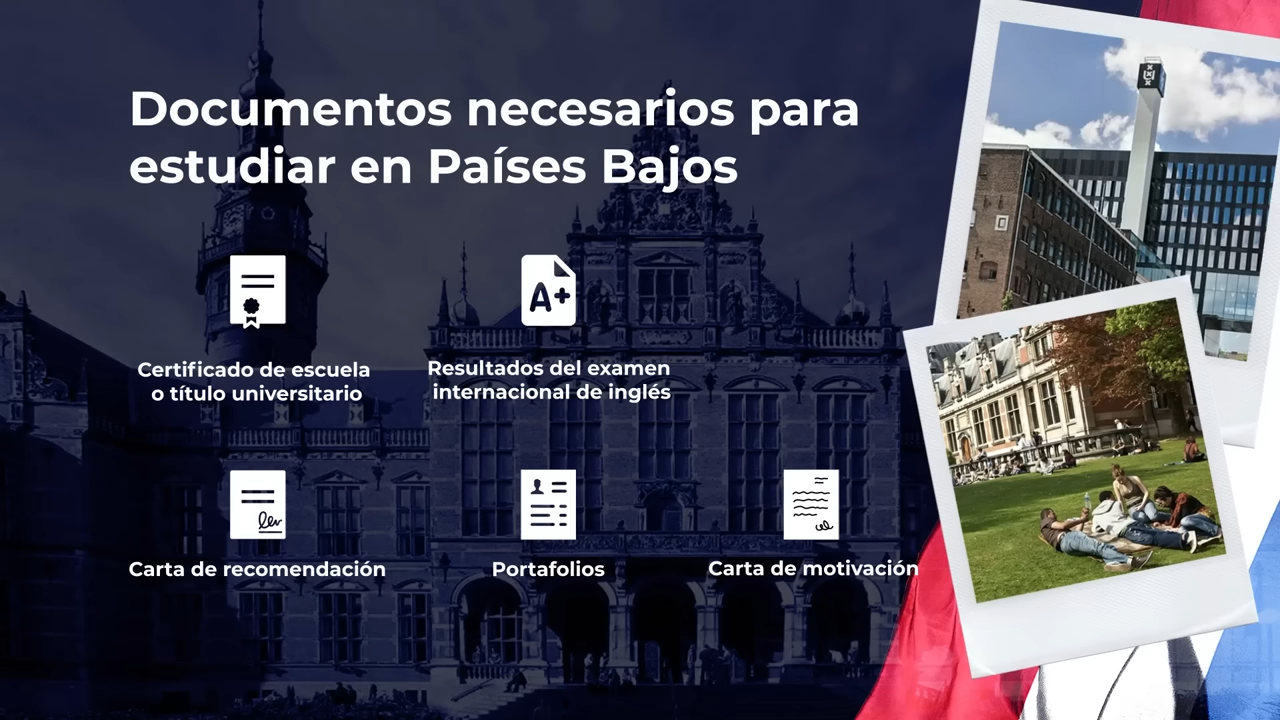 Documentos necesarios para
estudiar en Países Bajos
A+
Certificado de escuela
o título universitario
Resultados del examen
internacional de inglés
Carta de recomendación
Portafolios
Carta de motivación